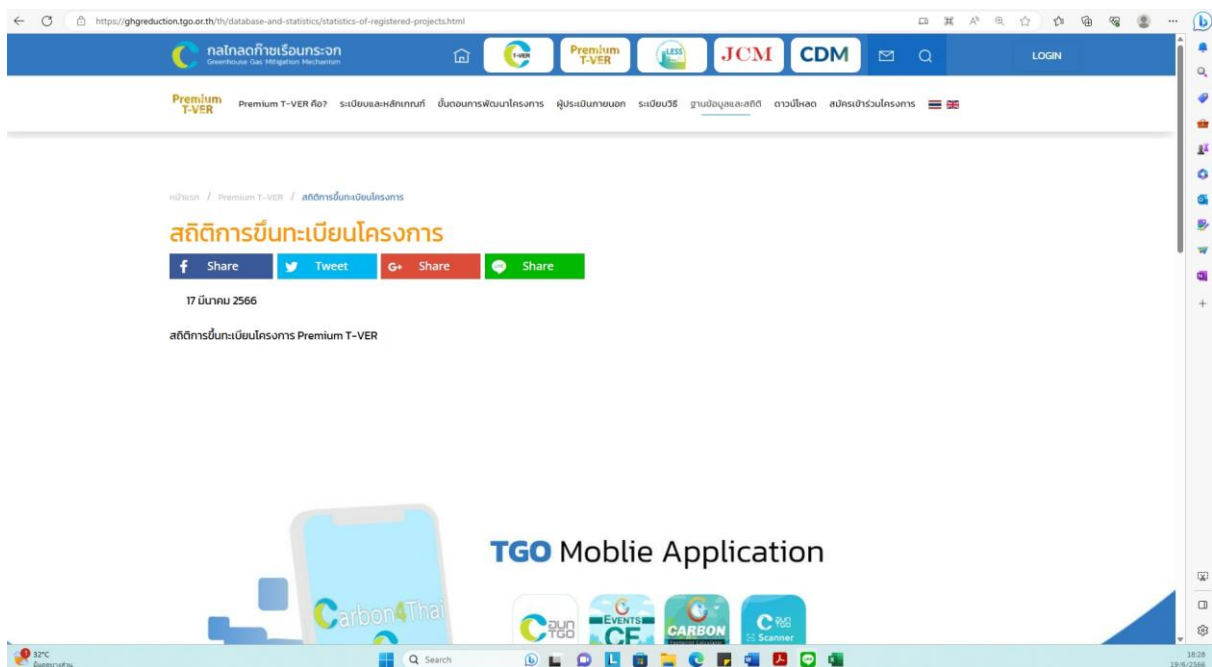 https://ghgreduction.tgo.or.th/th/database-and-statistics/statistics-of-registered-projects.html
กลไกลดก๊าซเรือนกระจก
Greenhouse Gas Mitigation Mechanism
T-VER
Premium
T-VER
LESS
JCM
CDM
LOGIN
Premium
T-VER
Premium T-VER คือ? ระเบียบและหลักเกณฑ์ ขั้นตอนการพัฒนาโครงการ ผู้ประเมินภายนอก ระเบียบวิธี ฐานข้อมูลและสถิติ ดาวน์โหลด สมัครเข้าร่วมโครงการ
หน้าแรก / Premium T-VER / สถิติการขึ้นทะเบียนโครงการ
สถิติการขึ้นทะเบียนโครงการ
Share
Tweet
G+ Share
Share
17 มีนาคม 2566
สถิติการขึ้นทะเบียนโครงการ Premium T-VER
TGO Moblie Application
Carbon4Thai
TGO
EVENTS
CF
CARBON
Scanner
32°C
Search
18:28
19/6/2566